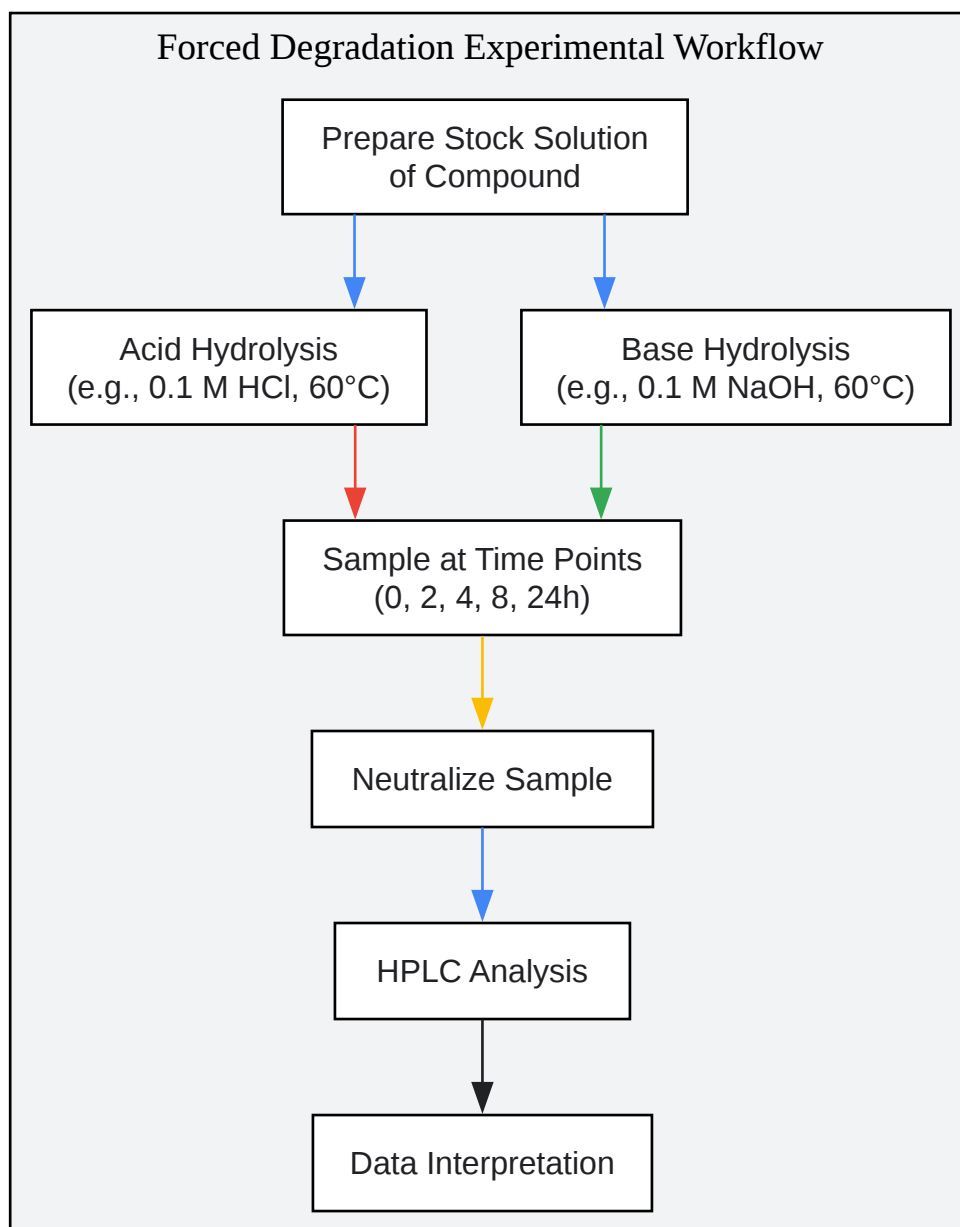 Forced Degradation Experimental Workflow
Prepare Stock Solution
of Compound
Acid Hydrolysis
(e.g., 0.1 M HCl, 60°C)
Base Hydrolysis
(e.g., 0.1 M NaOH, 60°C)
Sample at Time Points
(0, 2, 4, 8, 24h)
Neutralize Sample
HPLC Analysis
Data Interpretation